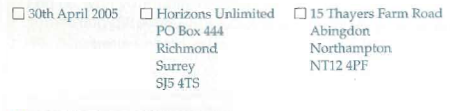 30th April 2005
Horizons Unlimited
PO Box 444
Richmond
Surrey
SJ5 4TS
15 Thayers Farm Road
Abingdon
Northampton
NT12 4PF